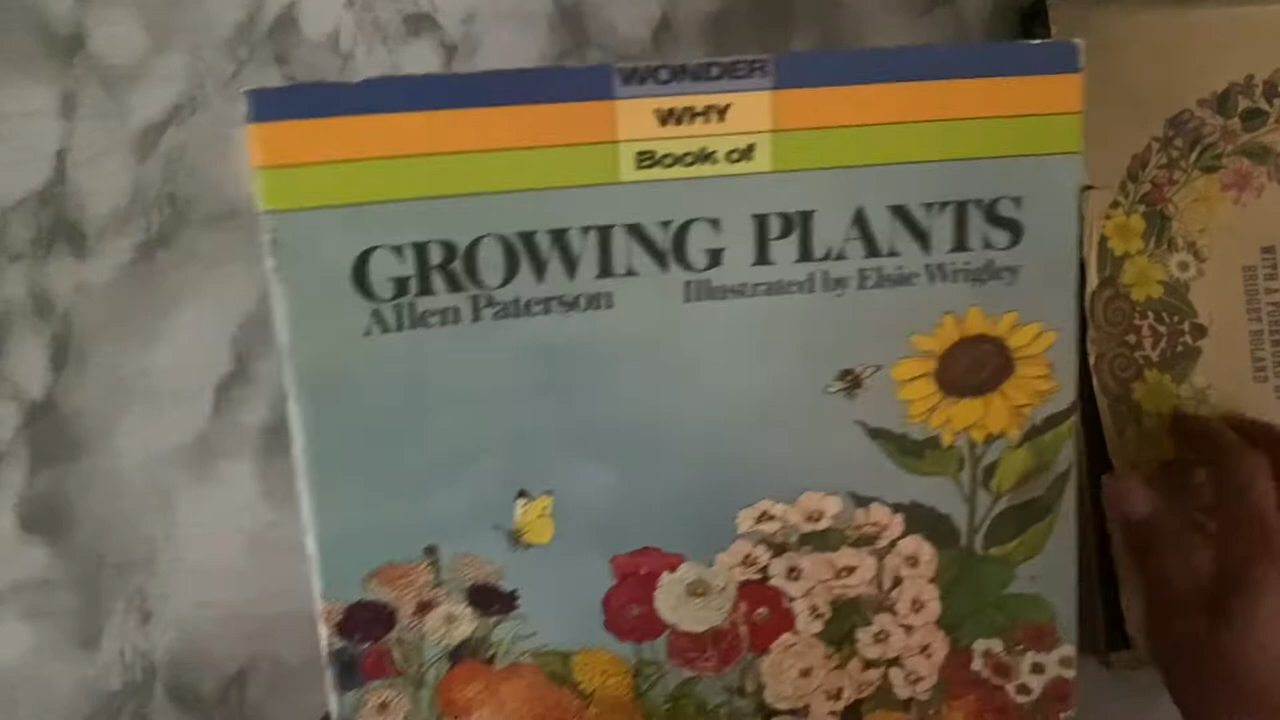 WONDER
WHY
Book of
GROWING PLANTS
Allen Paterson Illustrated by Elsie Wrigley
WITH A FOREWORD
BRIDGET BOLAND